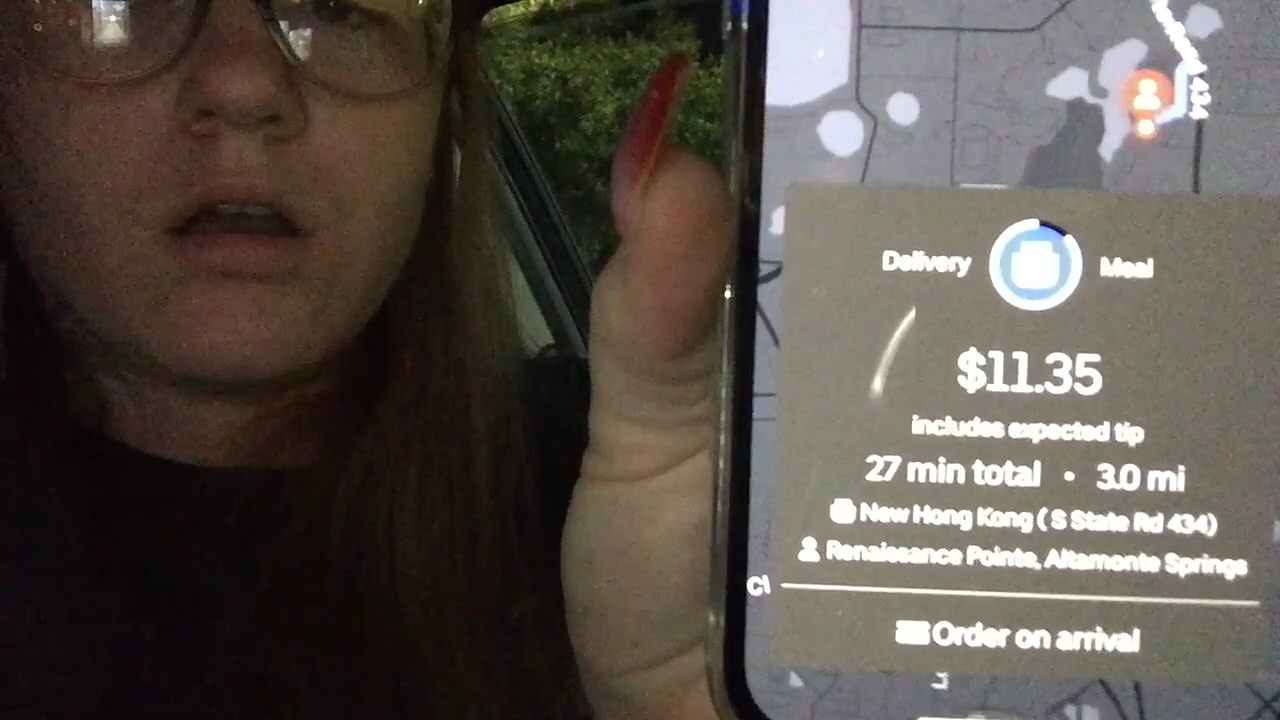 434
Delivery Meal
$11.35
includes expected tip
27 min total • 3.0 mi
New Hong Kong ( S State Rd 434)
Renaissance Pointe, Altamonte Springs
Order on arrival